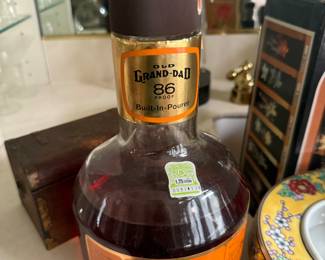 OLD
GRAND-DAD
86
PROOF
Built-In-Pourer